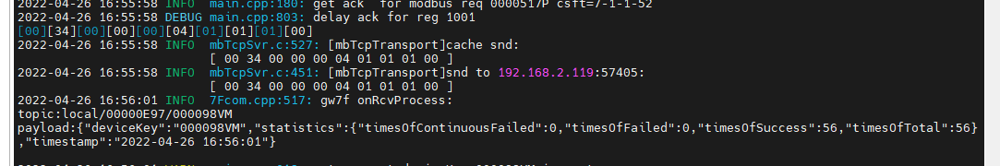 2022-04-26 16:55:58 INFO  main.cpp:180: get ack  for modbus req 0000517P csft=7-1-1-52
2022-04-26 16:55:58 DEBUG main.cpp:803: delay ack for reg 1001
[00][34][00][00][00][04][01][01][01][00]
2022-04-26 16:55:58 INFO  mbTcpSvr.c:527: [mbTcpTransport]cache snd:
[ 00 34 00 00 00 04 01 01 01 00 ]
2022-04-26 16:55:58 INFO  mbTcpSvr.c:451: [mbTcpTransport]snd to 192.168.2.119:57405:
[ 00 34 00 00 00 04 01 01 01 00 ]
2022-04-26 16:56:01 INFO  7Fcom.cpp:517: gw7f onRcvProcess:
topic:local/00000E97/000098VM
payload:{"deviceKey":"000098VM","statistics":{"timesOfContinuousFailed":0,"timesOfFailed":0,"timesOfSuccess":56,"timesOfTotal":56}
,"timestamp":"2022-04-26 16:56:01"}